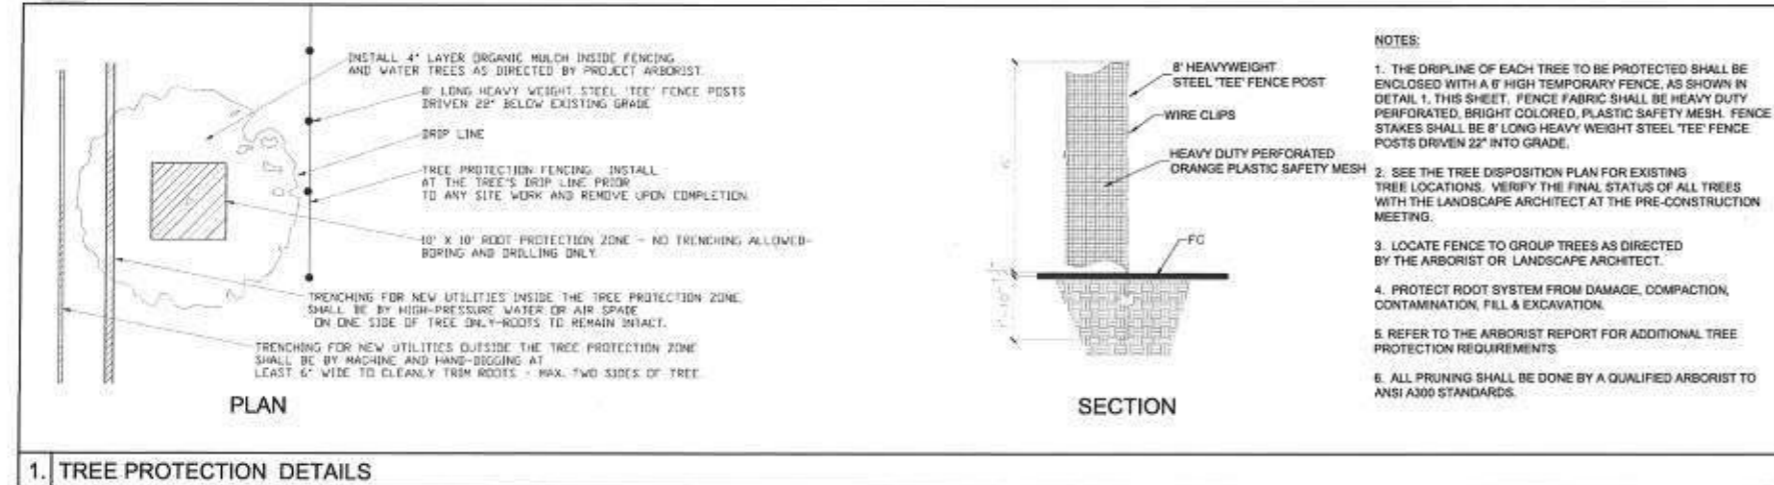 INSTALL 4" LAYER ORGANIC MULCH INSIDE FENCING
AND WATER TREES AS DIRECTED BY PROJECT ARBORIST.
8' LONG HEAVY WEIGHT STEEL 'TEE' FENCE POSTS
DRIVEN 22" BELOW EXISTING GRADE
DRIP LINE
TREE PROTECTION FENCING. INSTALL
AT THE TREE'S DRIP LINE PRIOR
TO ANY SITE WORK AND REMOVE UPON COMPLETION.
10' X 10' ROOT PROTECTION ZONE - NO TRENCHING ALLOWED-
BORING AND DRILLING ONLY.
TRENCHING FOR NEW UTILITIES INSIDE THE TREE PROTECTION ZONE
SHALL BE BY HIGH-PRESSURE WATER OR AIR SPADE
ON ONE SIDE OF TREE ONLY-ROOTS TO REMAIN INTACT.
TRENCHING FOR NEW UTILITIES OUTSIDE THE TREE PROTECTION ZONE
SHALL BE BY MACHINE AND HAND-DIGGING AT
LEAST 6" WIDE TO CLEANLY TRIM ROOTS - MAX. TWO SIDES OF TREE.
PLAN
8' HEAVYWEIGHT
STEEL 'TEE' FENCE POST
WIRE CLIPS
HEAVY DUTY PERFORATED
ORANGE PLASTIC SAFETY MESH
6'
FG
1'-10"
SECTION
NOTES:
1. THE DRIPLINE OF EACH TREE TO BE PROTECTED SHALL BE
ENCLOSED WITH A 6' HIGH TEMPORARY FENCE, AS SHOWN IN
DETAIL 1, THIS SHEET. FENCE FABRIC SHALL BE HEAVY DUTY
PERFORATED, BRIGHT COLORED, PLASTIC SAFETY MESH. FENCE
STAKES SHALL BE 8' LONG HEAVY WEIGHT STEEL 'TEE' FENCE
POSTS DRIVEN 22" INTO GRADE.
2. SEE THE TREE DISPOSITION PLAN FOR EXISTING
TREE LOCATIONS. VERIFY THE FINAL STATUS OF ALL TREES
WITH THE LANDSCAPE ARCHITECT AT THE PRE-CONSTRUCTION
MEETING.
3. LOCATE FENCE TO GROUP TREES AS DIRECTED
BY THE ARBORIST OR LANDSCAPE ARCHITECT.
4. PROTECT ROOT SYSTEM FROM DAMAGE, COMPACTION,
CONTAMINATION, FILL & EXCAVATION.
5. REFER TO THE ARBORIST REPORT FOR ADDITIONAL TREE
PROTECTION REQUIREMENTS.
6. ALL PRUNING SHALL BE DONE BY A QUALIFIED ARBORIST TO
ANSI A300 STANDARDS.
1. TREE PROTECTION DETAILS